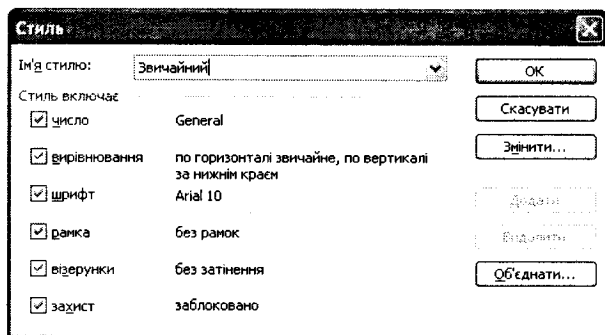 Стиль
Ім'я стилю: Звичайний
ОК
Стиль включає
Скасувати
число General
Змінити...
вирівнювання по горизонталі звичайне, по вертикалі
за нижнім краєм
шрифт Arial 10
Додати
рамка без рамок
Видалити
візерунки без затінення
Об'єднати...
захист заблоковано